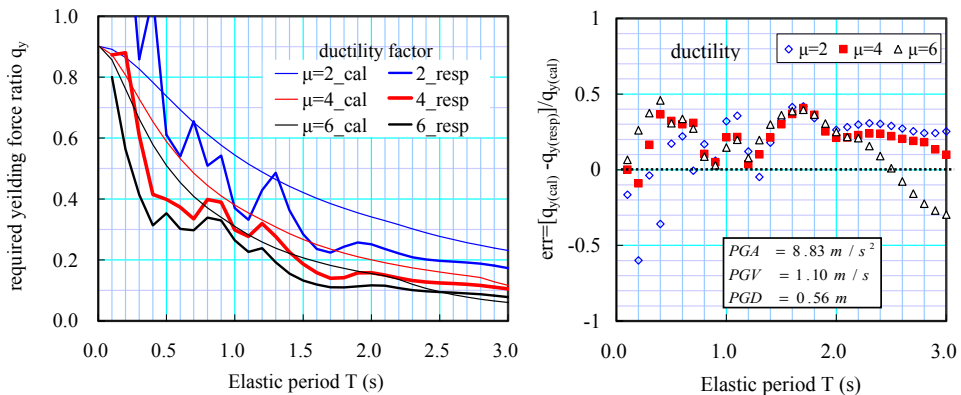 required yeilding force ratio q_y
1.0
0.8
0.6
0.4
0.2
0.0
ductility factor
μ=2_cal
2_resp
μ=4_cal
4_resp
μ=6_cal
6_resp
0.0 0.5 1.0 1.5 2.0 2.5 3.0
Elastic period T (s)
err=[q_y(cal) -q_y(resp)]/q_y(cal)
1
0.5
0
-0.5
-1
ductility
μ=2 μ=4 μ=6
PGA = 8.83 m / s²
PGV = 1.10 m / s
PGD = 0.56 m
0.0 1.0 2.0 3.0
Elastic period T (s)